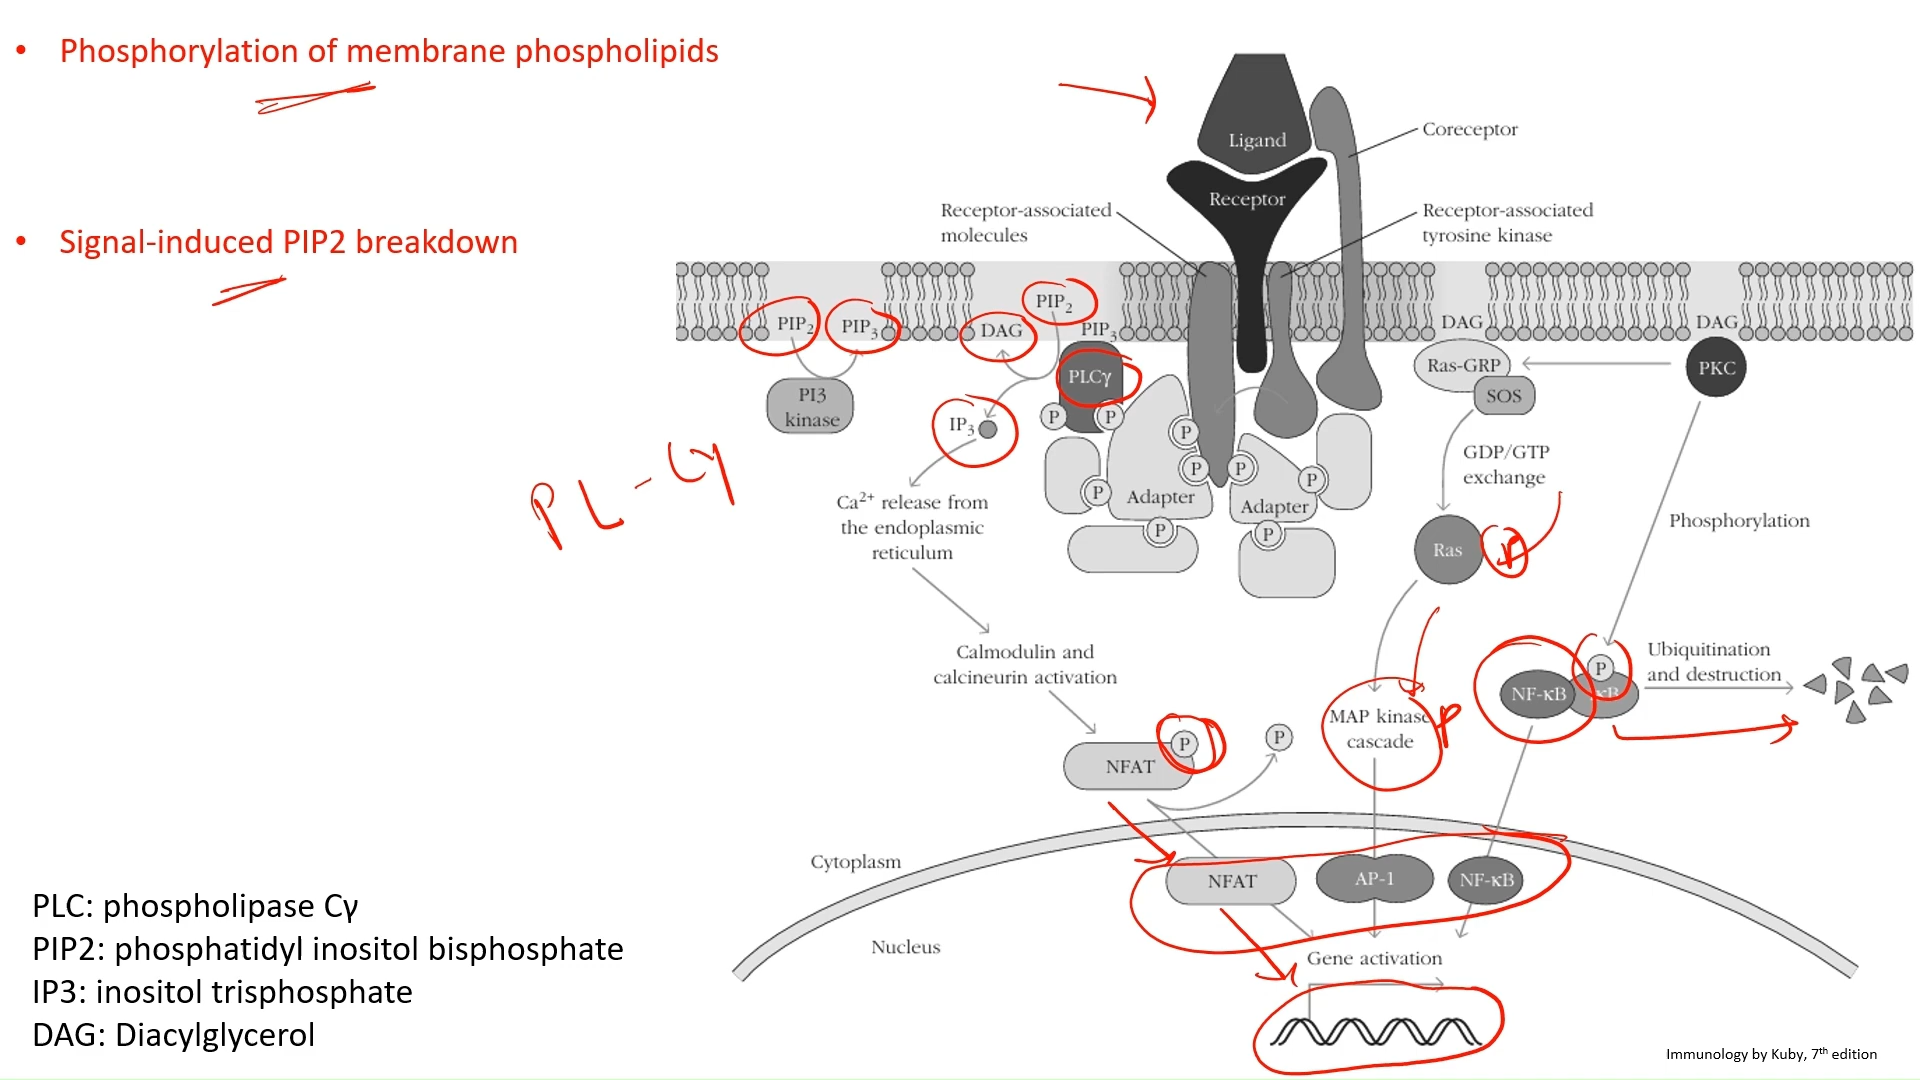 • Phosphorylation of membrane phospholipids
• Signal-induced PIP2 breakdown
Ligand
Coreceptor
Receptor
Receptor-associated
molecules
Receptor-associated
tyrosine kinase
PIP2
PIP3
PI3
kinase
DAG
PIP2
PIP3
PLCγ
P
P
IP3
P
P
P
P
P
P
P
Adapter
Adapter
DAG
Ras-GRP
SOS
DAG
PKC
GDP/GTP
exchange
Ca2+ release from
the endoplasmic
reticulum
PL-Cγ
Ras
P
Phosphorylation
Calmodulin and
calcineurin activation
MAP kinase
cascade
P
NF-κB
P
IκB
Ubiquitination
and destruction
NFAT
P
P
Cytoplasm
NFAT
AP-1
NF-κB
Nucleus
Gene activation
PLC: phospholipase Cγ
PIP2: phosphatidyl inositol bisphosphate
IP3: inositol trisphosphate
DAG: Diacylglycerol
Immunology by Kuby, 7th edition